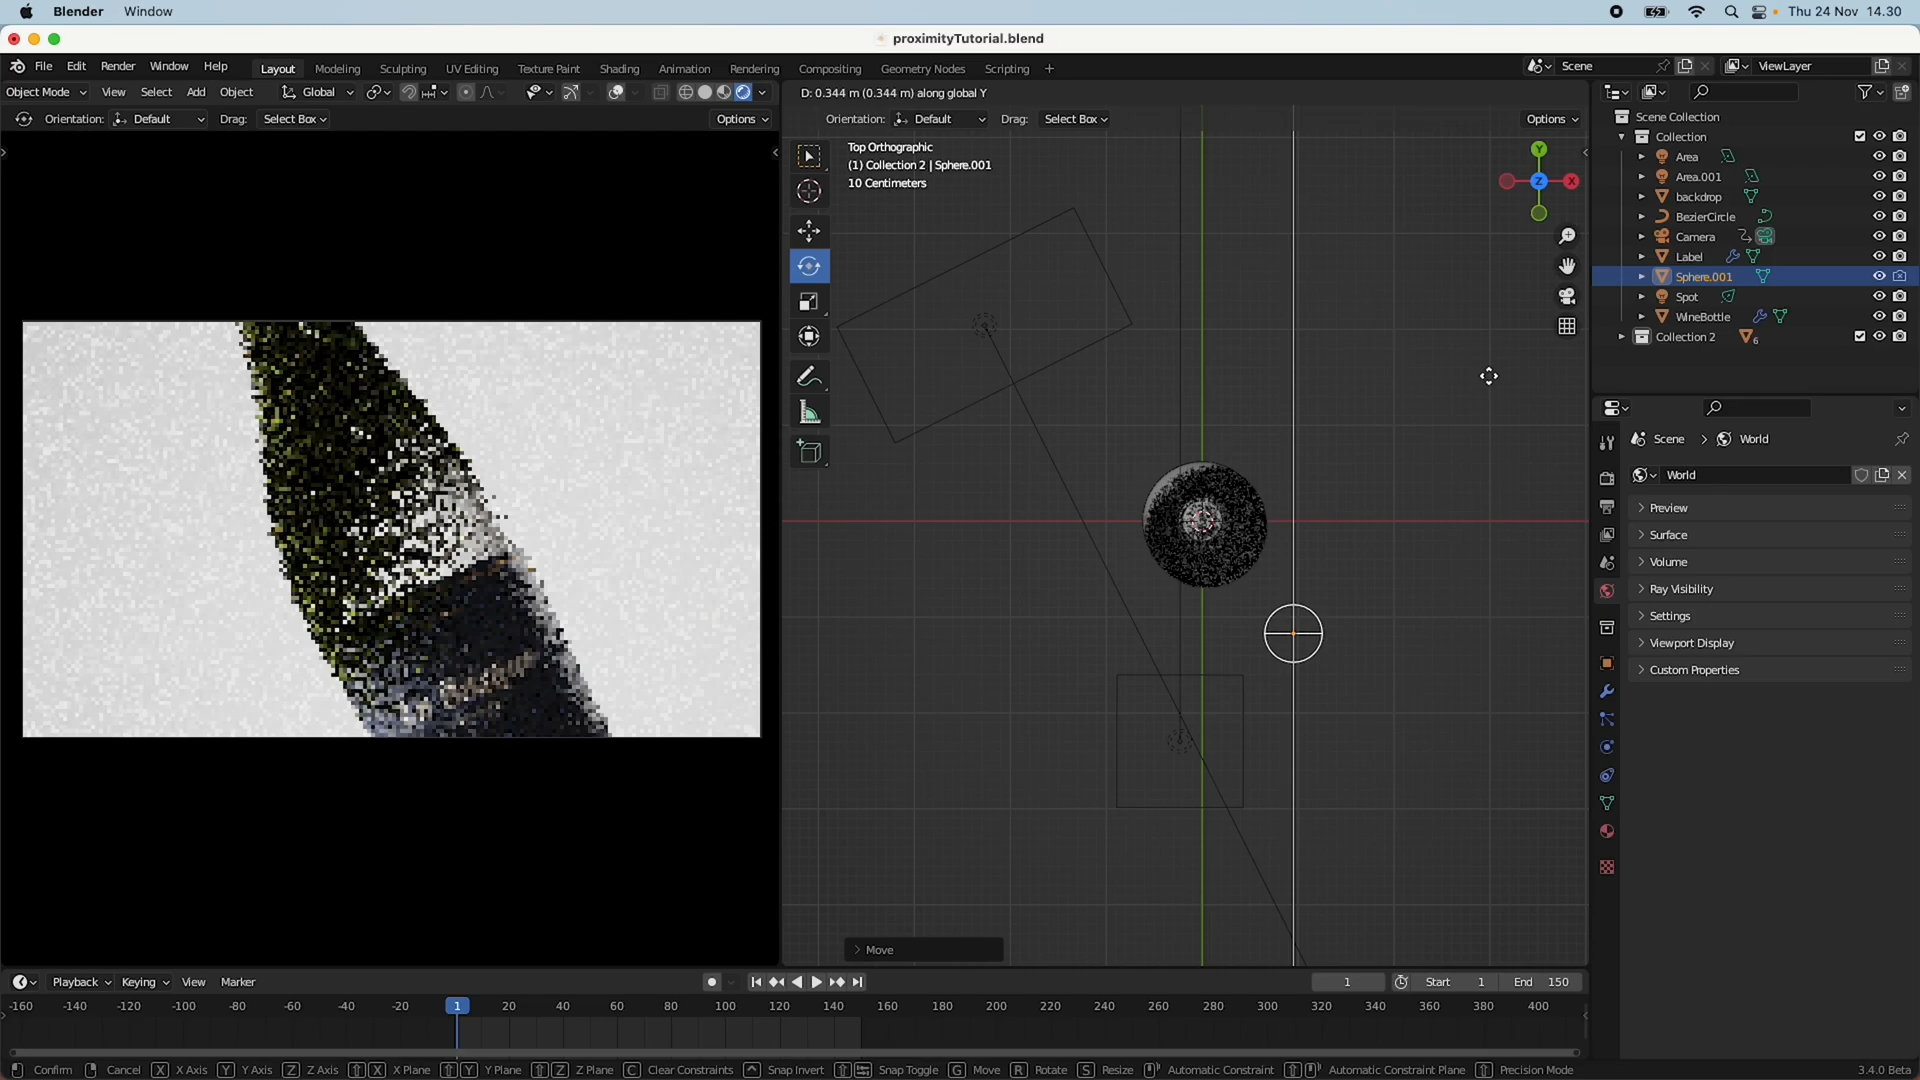 Blender Window Thu 24 Nov 14.30
proximityTutorial.blend
File Edit Render Window Help Layout Modeling Sculpting UV Editing Texture Paint Shading Animation Rendering Compositing Geometry Nodes Scripting + Scene ViewLayer
Object Mode View Select Add Object Global D: 0.344 m (0.344 m) along global Y
Orientation: Default Drag: Select Box Options Orientation: Default Drag: Select Box Options
Top Orthographic
(1) Collection 2 | Sphere.001
10 Centimeters
Y
Z X
Scene Collection
Collection
Area
Area.001
backdrop
BezierCircle
Camera
Label
Sphere.001
Spot
WineBottle
Collection 2 6
Scene > World
World
Preview
Surface
Volume
Ray Visibility
Settings
Viewport Display
Custom Properties
Move
Playback Keying View Marker 1 Start 1 End 150
-160 -140 -120 -100 -80 -60 -40 -20 1 20 40 60 80 100 120 140 160 180 200 220 240 260 280 300 320 340 360 380 400
Confirm Cancel X X Axis Y Y Axis Z Z Axis X X Plane Y Y Plane Z Z Plane C Clear Constraints Snap Invert Snap Toggle G Move R Rotate S Resize Automatic Constraint Automatic Constraint Plane Precision Mode 3.4.0 Beta